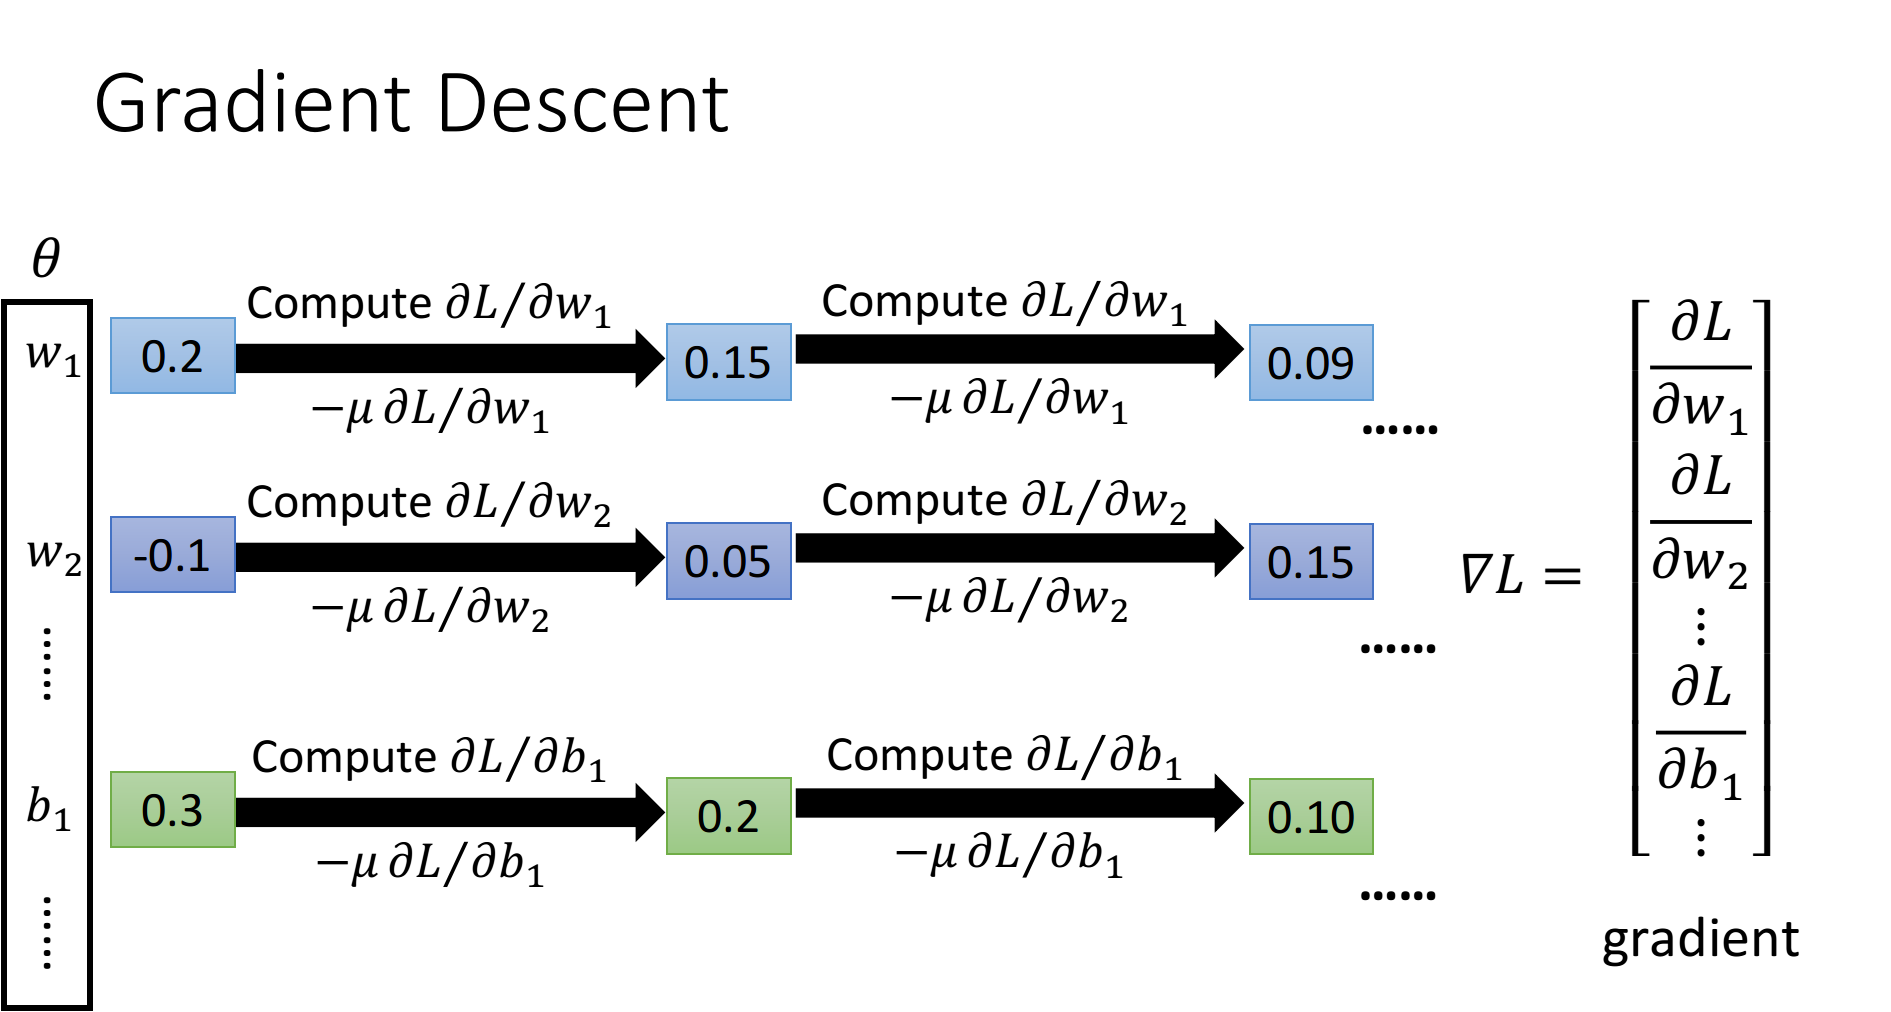 Gradient Descent
θ
w₁
0.2
Compute ∂L/∂w₁
−μ ∂L/∂w₁
0.15
Compute ∂L/∂w₁
−μ ∂L/∂w₁
0.09
……
w₂
-0.1
Compute ∂L/∂w₂
−μ ∂L/∂w₂
0.05
Compute ∂L/∂w₂
−μ ∂L/∂w₂
0.15
……
……
b₁
0.3
Compute ∂L/∂b₁
−μ ∂L/∂b₁
0.2
Compute ∂L/∂b₁
−μ ∂L/∂b₁
0.10
……
……
∇L =
∂L
∂w₁
∂L
∂w₂
⋮
∂L
∂b₁
⋮
gradient